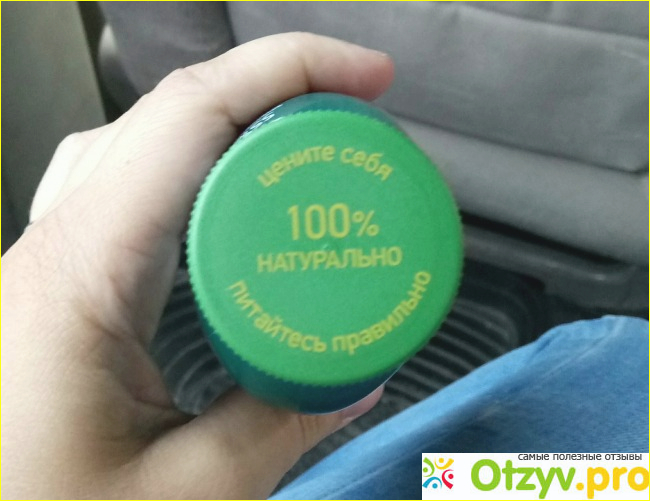 цените себя
100%
НАТУРАЛЬНО
питайтесь правильно
самые полезные отзывы
Otzyv.pro